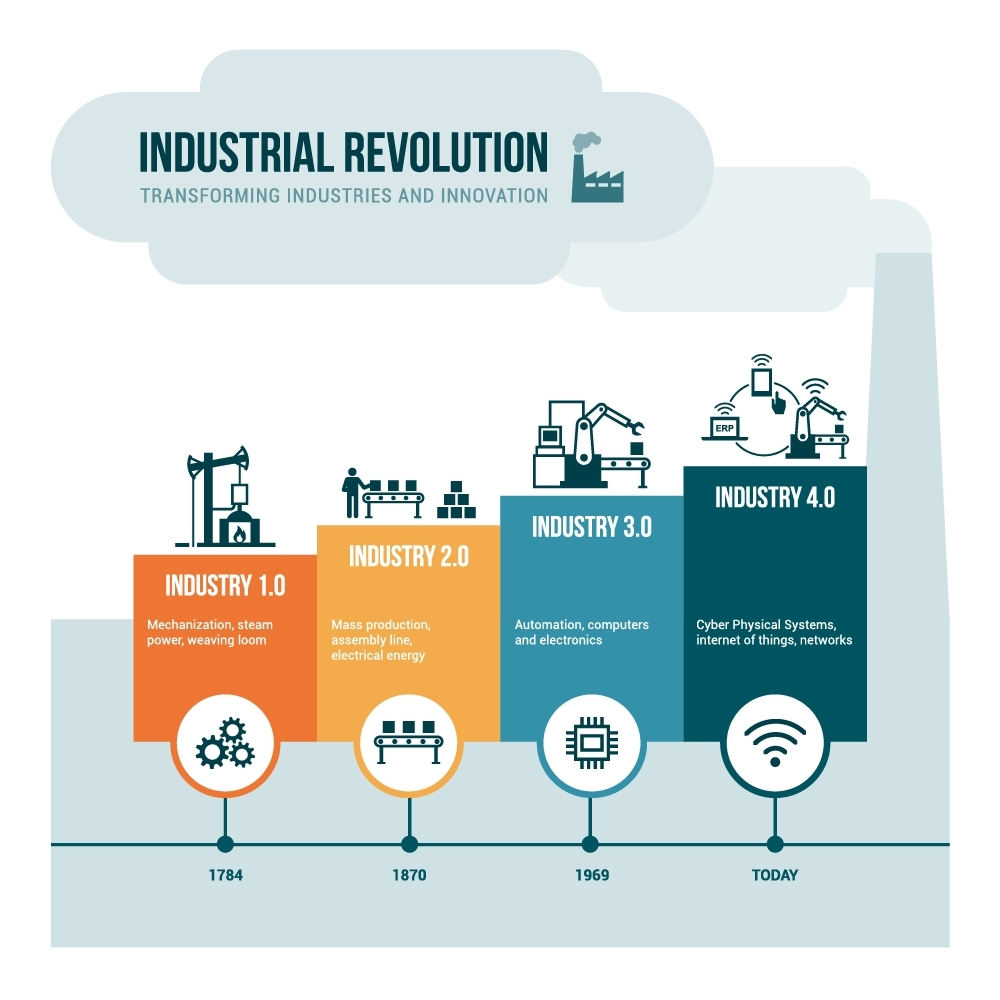 INDUSTRIAL REVOLUTION
TRANSFORMING INDUSTRIES AND INNOVATION
INDUSTRY 1.0
Mechanization, steam
power, weaving loom
INDUSTRY 2.0
Mass production,
assembly line,
electrical energy
INDUSTRY 3.0
Automation, computers
and electronics
ERP
INDUSTRY 4.0
Cyber Physical Systems,
internet of things, networks
1784
1870
1969
TODAY